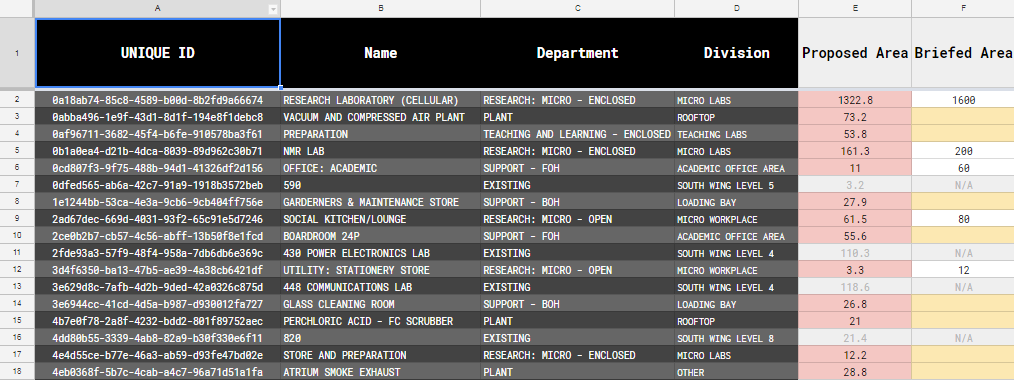 A B C D E F
1 UNIQUE ID Name Department Division Proposed Area Briefed Area
2 0a18ab74-85c8-4589-b00d-8b2fd9a66674 RESEARCH LABORATORY (CELLULAR) RESEARCH: MICRO - ENCLOSED MICRO LABS 1322.8 1600
3 0abba496-1e9f-43d1-8d1f-194e8f1debc8 VACUUM AND COMPRESSED AIR PLANT PLANT ROOFTOP 73.2
4 0af96711-3682-45f4-b6fe-910578ba3f61 PREPARATION TEACHING AND LEARNING - ENCLOSED TEACHING LABS 53.8
5 0b1a0ea4-d21b-4dca-8039-89d962c30b71 NMR LAB RESEARCH: MICRO - ENCLOSED MICRO LABS 161.3 200
6 0cd807f3-9f75-488b-94d1-41326df2d156 OFFICE: ACADEMIC SUPPORT - FOH ACADEMIC OFFICE AREA 11 60
7 0dfed565-ab6a-42c7-91a9-1918b3572beb 590 EXISTING SOUTH WING LEVEL 5 3.2 N/A
8 1e1244bb-53ca-4e3a-9cb6-9cb404ff756e GARDERNERS & MAINTENANCE STORE SUPPORT - BOH LOADING BAY 27.9
9 2ad67dec-669d-4031-93f2-65c91e5d7246 SOCIAL KITCHEN/LOUNGE RESEARCH: MICRO - OPEN MICRO WORKPLACE 61.5 80
10 2ce0b2b7-cb57-4c56-abff-13b50f8e1fcd BOARDROOM 24P SUPPORT - FOH ACADEMIC OFFICE AREA 55.6
11 2fde93a3-57f9-48f4-958a-7db6db6e369c 430 POWER ELECTRONICS LAB EXISTING SOUTH WING LEVEL 4 110.3 N/A
12 3d4f6350-ba13-47b5-ae39-4a38cb6421df UTILITY: STATIONERY STORE RESEARCH: MICRO - OPEN MICRO WORKPLACE 3.3 12
13 3e629d8c-7afb-4d2b-9ded-42a0326c875d 448 COMMUNICATIONS LAB EXISTING SOUTH WING LEVEL 4 118.6 N/A
14 3e6944cc-41cd-4d5a-b987-d930012fa727 GLASS CLEANING ROOM SUPPORT - BOH LOADING BAY 26.8
15 4b7e0f78-2a8f-4232-bdd2-801f89752aec PERCHLORIC ACID - FC SCRUBBER PLANT ROOFTOP 21
16 4dd80b55-3339-4ab8-82a9-b30f330e6f11 820 EXISTING SOUTH WING LEVEL 8 21.4 N/A
17 4e4d55ce-b77e-46a3-ab59-d93fe47bd02e STORE AND PREPARATION RESEARCH: MICRO - ENCLOSED MICRO LABS 12.2
18 4eb0368f-5b7c-4cab-a4c7-96a71d51a1fa ATRIUM SMOKE EXHAUST PLANT OTHER 28.8